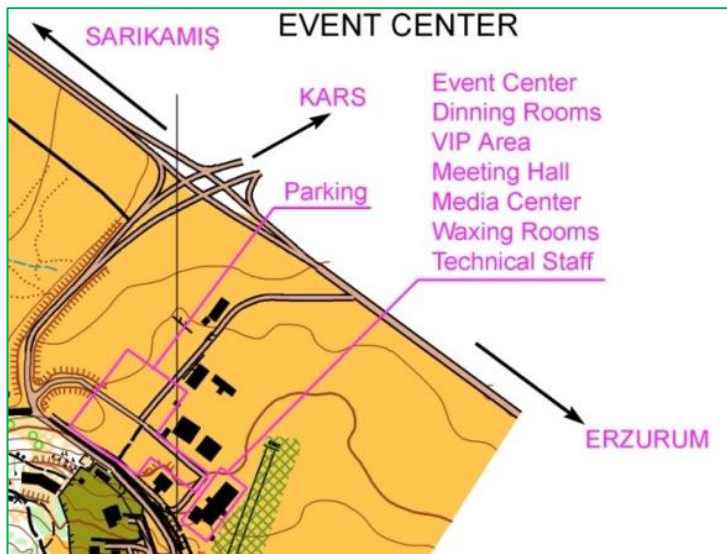 EVENT CENTER
SARIKAMIŞ
KARS
Event Center
Dinning Rooms
VIP Area
Meeting Hall
Media Center
Waxing Rooms
Technical Staff
Parking
ERZURUM